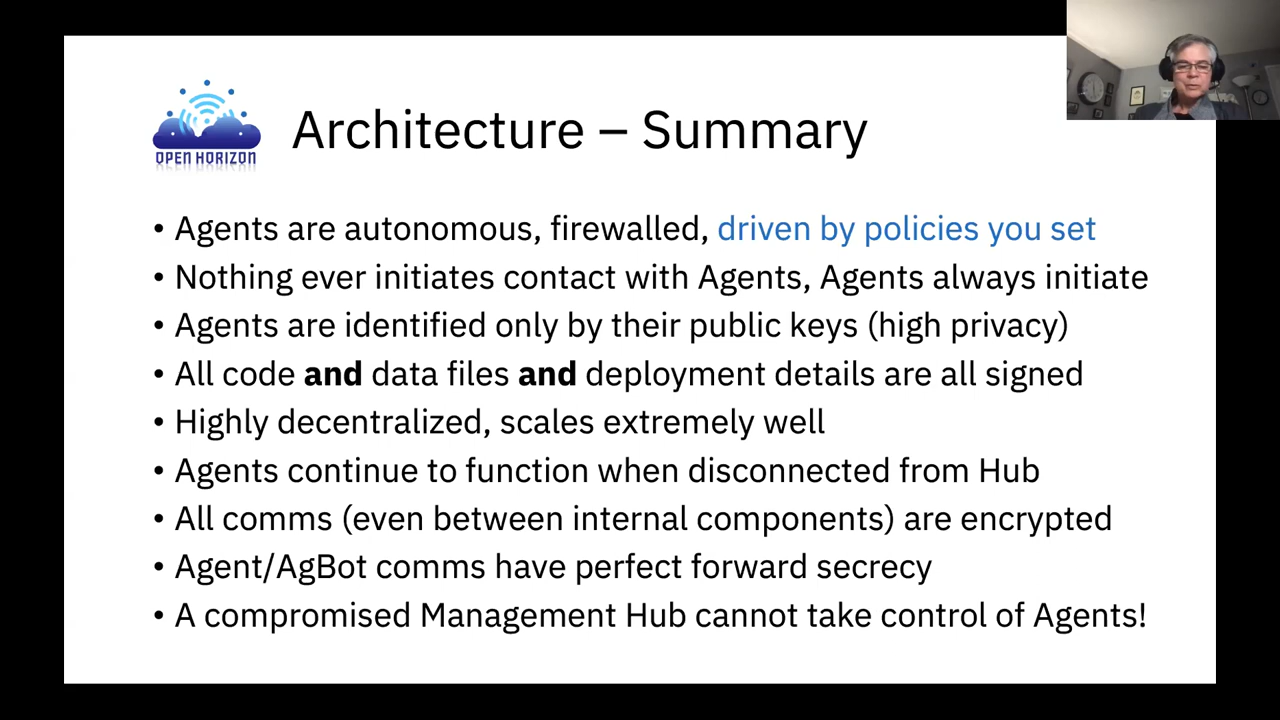 OPEN HORIZON
Architecture – Summary
• Agents are autonomous, firewalled, driven by policies you set
• Nothing ever initiates contact with Agents, Agents always initiate
• Agents are identified only by their public keys (high privacy)
• All code and data files and deployment details are all signed
• Highly decentralized, scales extremely well
• Agents continue to function when disconnected from Hub
• All comms (even between internal components) are encrypted
• Agent/AgBot comms have perfect forward secrecy
• A compromised Management Hub cannot take control of Agents!